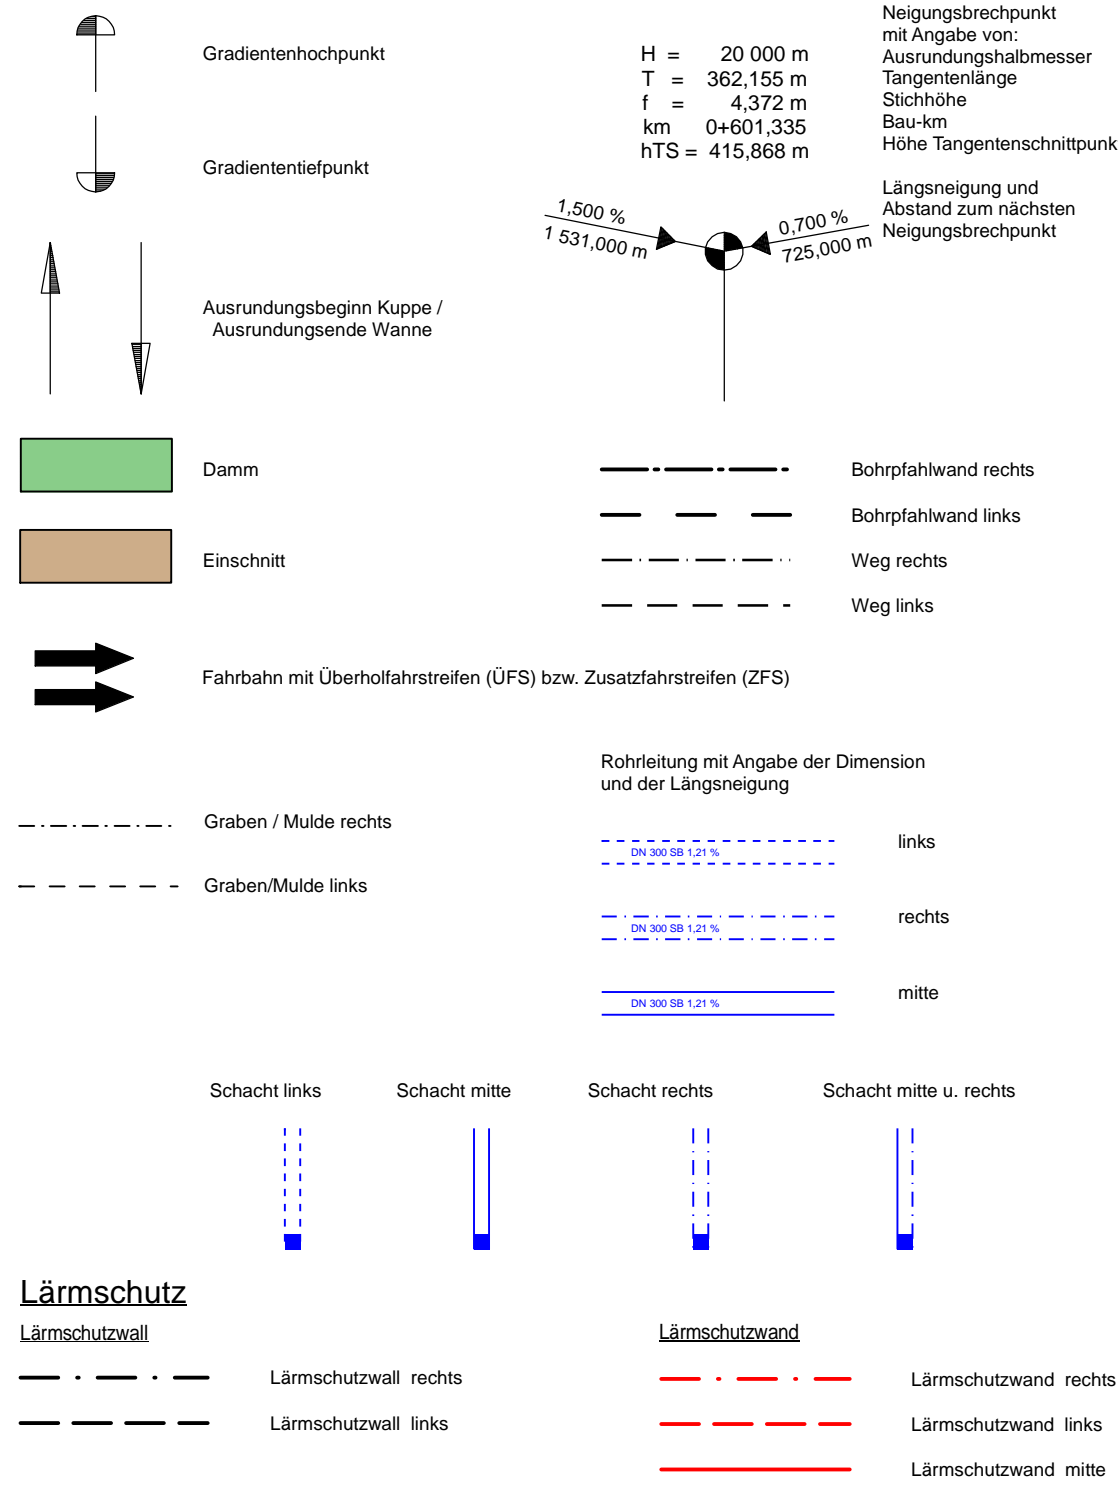 Gradientenhochpunkt
Gradiententiefpunkt
Ausrundungsbeginn Kuppe /
Ausrundungsende Wanne
H = 20 000 m
T = 362,155 m
f = 4,372 m
km 0+601,335
hTS = 415,868 m
Neigungsbrechpunkt
mit Angabe von:
Ausrundungshalbmesser
Tangentenlänge
Stichhöhe
Bau-km
Höhe Tangentenschnittpunk
Längsneigung und
Abstand zum nächsten
Neigungsbrechpunkt
1,500 %
1 531,000 m
0,700 %
725,000 m
Damm
Einschnitt
Bohrpfahlwand rechts
Bohrpfahlwand links
Weg rechts
Weg links
Fahrbahn mit Überholfahrstreifen (ÜFS) bzw. Zusatzfahrstreifen (ZFS)
Graben / Mulde rechts
Graben/Mulde links
Rohrleitung mit Angabe der Dimension
und der Längsneigung
DN 300 SB 1,21 %
links
DN 300 SB 1,21 %
rechts
DN 300 SB 1,21 %
mitte
Schacht links
Schacht mitte
Schacht rechts
Schacht mitte u. rechts
Lärmschutz
Lärmschutzwall
Lärmschutzwall rechts
Lärmschutzwall links
Lärmschutzwand
Lärmschutzwand rechts
Lärmschutzwand links
Lärmschutzwand mitte